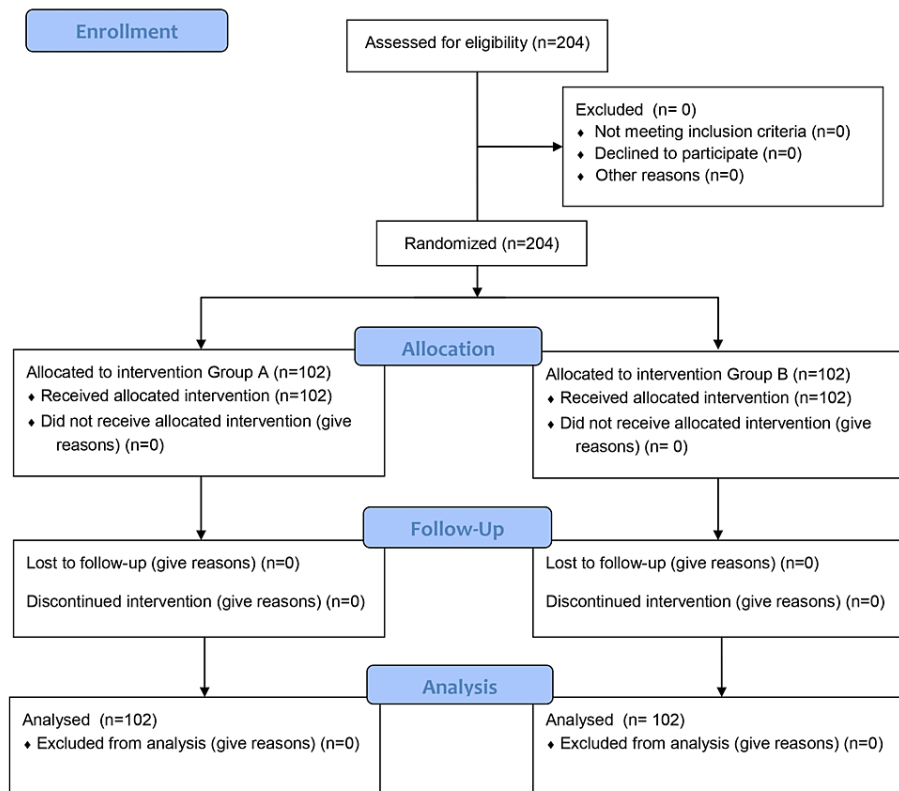 Enrollment
Assessed for eligibility (n=204)
Excluded (n= 0)
♦ Not meeting inclusion criteria (n=0)
♦ Declined to participate (n=0)
♦ Other reasons (n=0)
Randomized (n=204)
Allocation
Allocated to intervention Group A (n=102)
♦ Received allocated intervention (n=102)
♦ Did not receive allocated intervention (give
reasons) (n=0)
Allocated to intervention Group B (n=102)
♦ Received allocated intervention (n=102)
♦ Did not receive allocated intervention (give
reasons) (n= 0)
Follow-Up
Lost to follow-up (give reasons) (n=0)
Discontinued intervention (give reasons) (n=0)
Lost to follow-up (give reasons) (n=0)
Discontinued intervention (give reasons) (n=0)
Analysis
Analysed (n=102)
♦ Excluded from analysis (give reasons) (n=0)
Analysed (n= 102)
♦ Excluded from analysis (give reasons) (n=0)